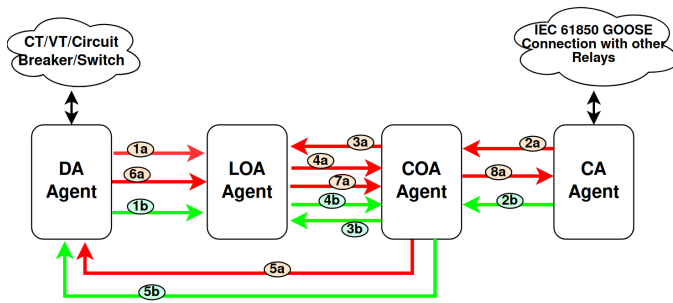 CT/VT/Circuit
Breaker/Switch
IEC 61850 GOOSE
Connection with other
Relays
DA
Agent
LOA
Agent
COA
Agent
CA
Agent
1a
6a
1b
3a
4a
7a
4b
3b
2a
8a
2b
5a
5b